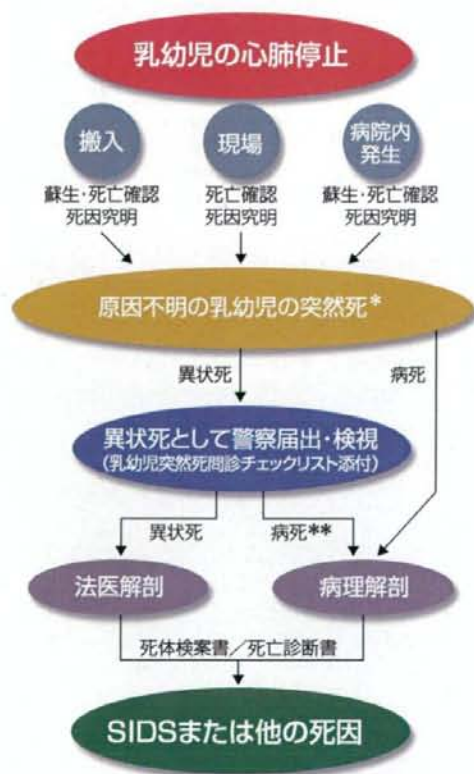 乳幼児の心肺停止
搬入
現場
病院内
発生
蘇生・死亡確認
死因究明
死亡確認
死因究明
蘇生・死亡確認
死因究明
原因不明の乳幼児の突然死*
異状死
病死
異状死として警察届出・検視
(乳幼児突然死問診チェックリスト添付)
異状死
病死**
法医解剖
病理解剖
死体検案書／死亡診断書
SIDSまたは他の死因